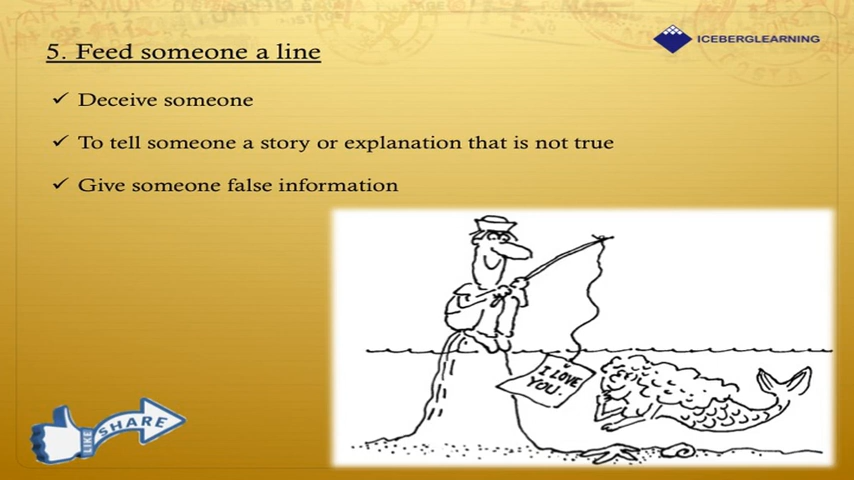 5. Feed someone a line
ICEBERGLEARNING
Deceive someone
To tell someone a story or explanation that is not true
Give someone false information
I LOVE
YOU.
LIKE
SHARE